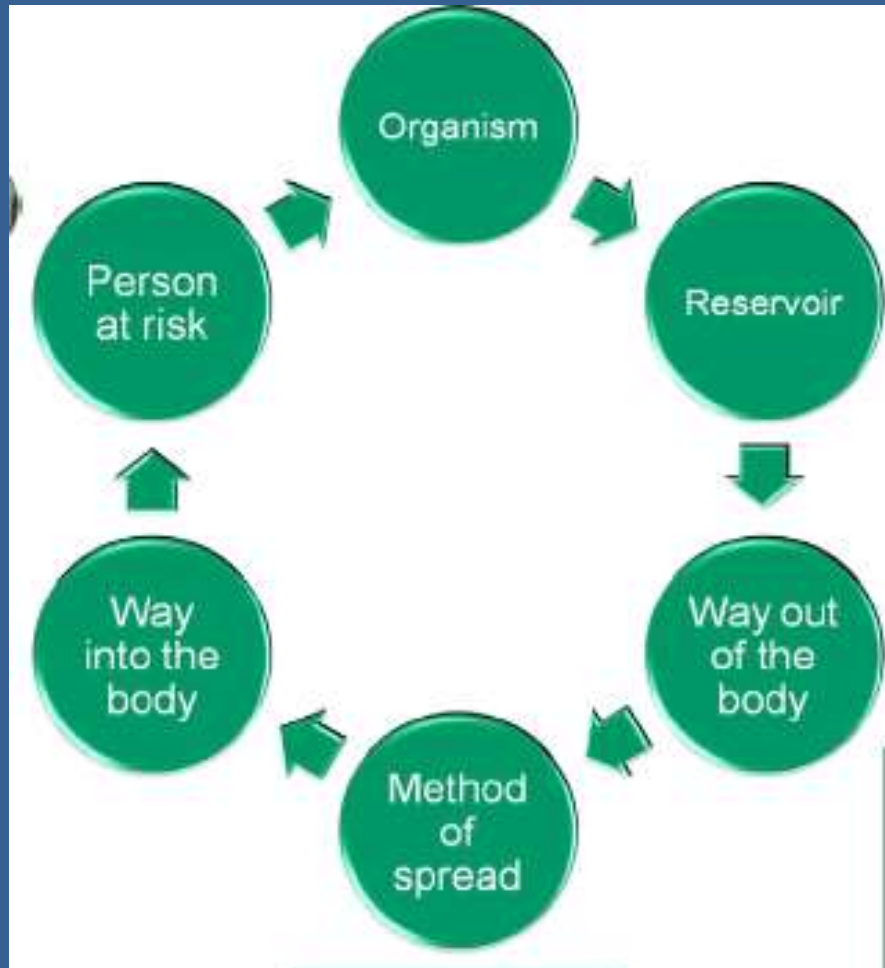 Organism
Reservoir
Way out
of the
body
Method
of
spread
Way
into the
body
Person
at risk